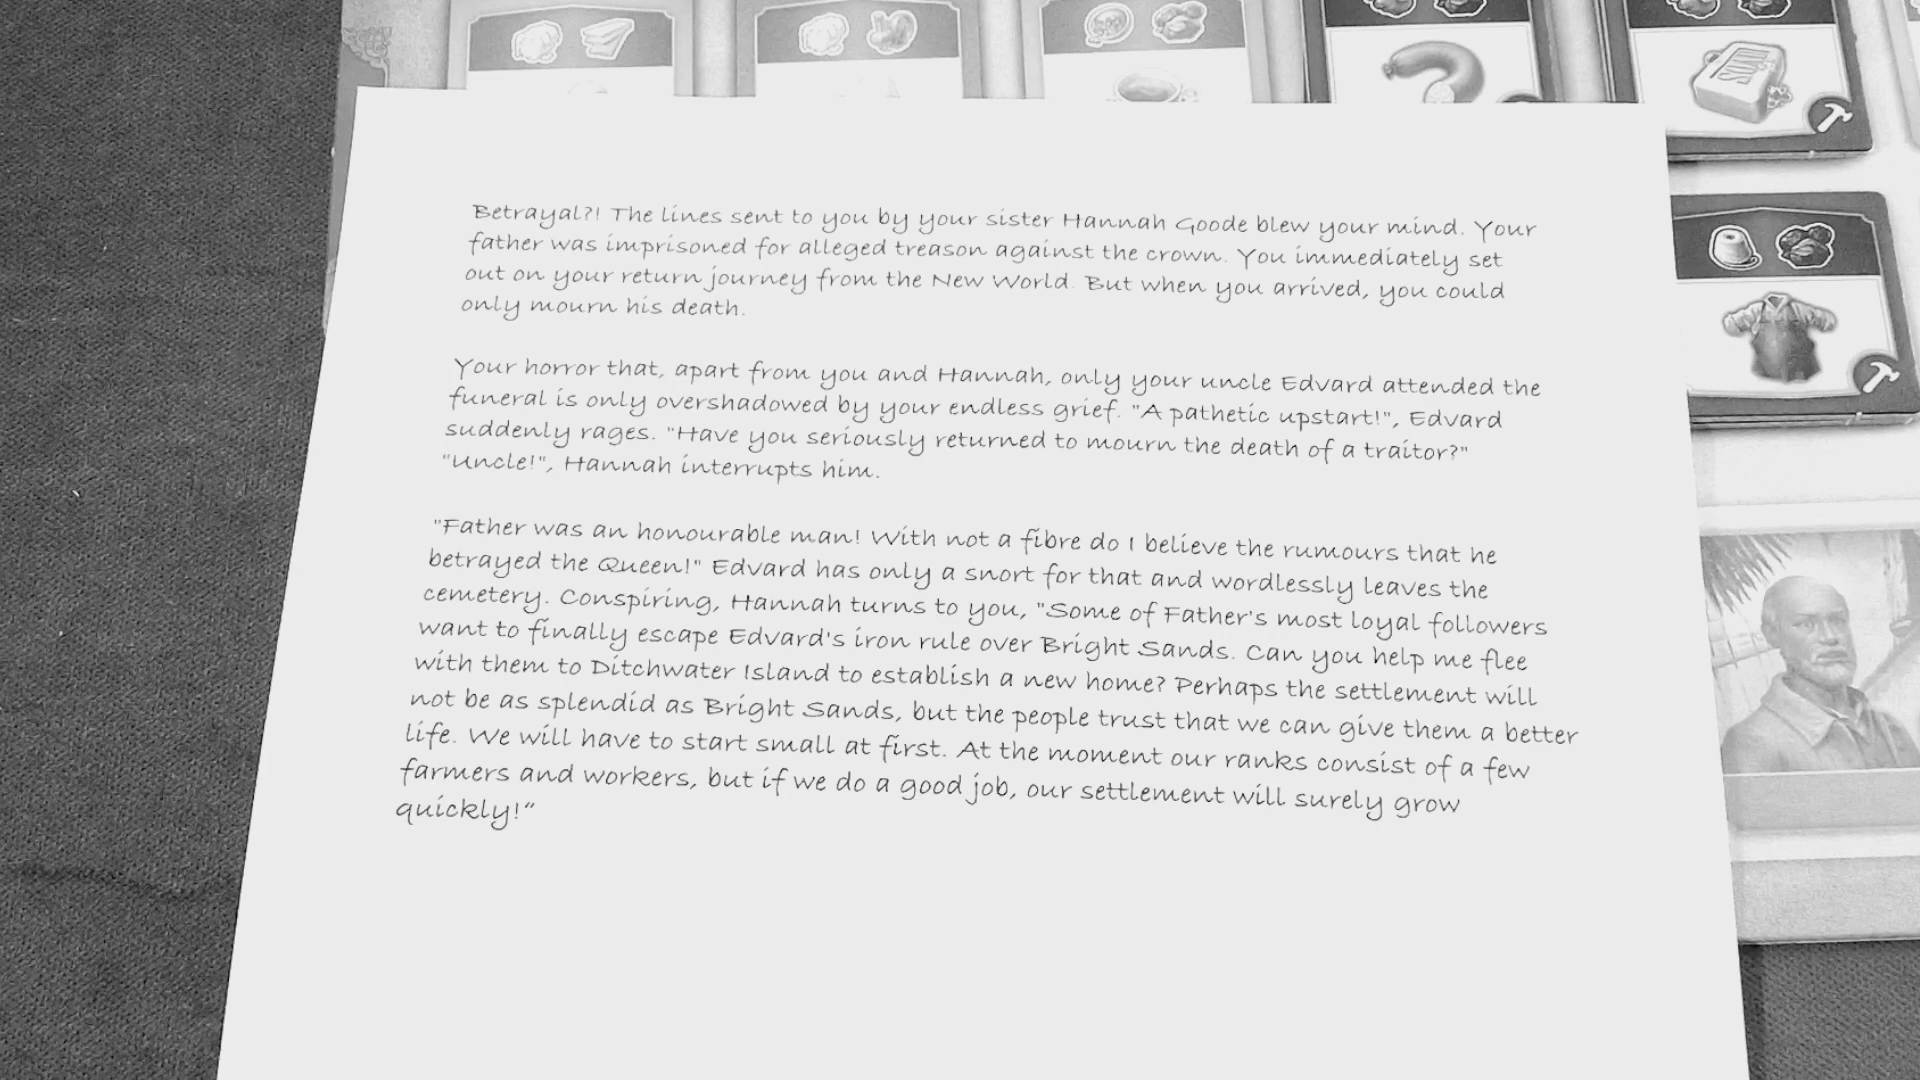 Betrayal?! The lines sent to you by your sister Hannah Goode blew your mind. Your
father was imprisoned for alleged treason against the crown. You immediately set
out on your return journey from the New World. But when you arrived, you could
only mourn his death.
Your horror that, apart from you and Hannah, only your uncle Edvard attended the
funeral is only overshadowed by your endless grief. "A pathetic upstart!", Edvard
suddenly rages. "Have you seriously returned to mourn the death of a traitor?"
"Uncle!", Hannah interrupts him.
"Father was an honourable man! With not a fibre do I believe the rumours that he
betrayed the Queen!" Edvard has only a snort for that and wordlessly leaves the
cemetery. Conspiring, Hannah turns to you, "Some of Father's most loyal followers
want to finally escape Edvard's iron rule over Bright Sands. Can you help me flee
with them to Ditchwater Island to establish a new home? Perhaps the settlement will
not be as splendid as Bright Sands, but the people trust that we can give them a better
life. We will have to start small at first. At the moment our ranks consist of a few
farmers and workers, but if we do a good job, our settlement will surely grow
quickly!“